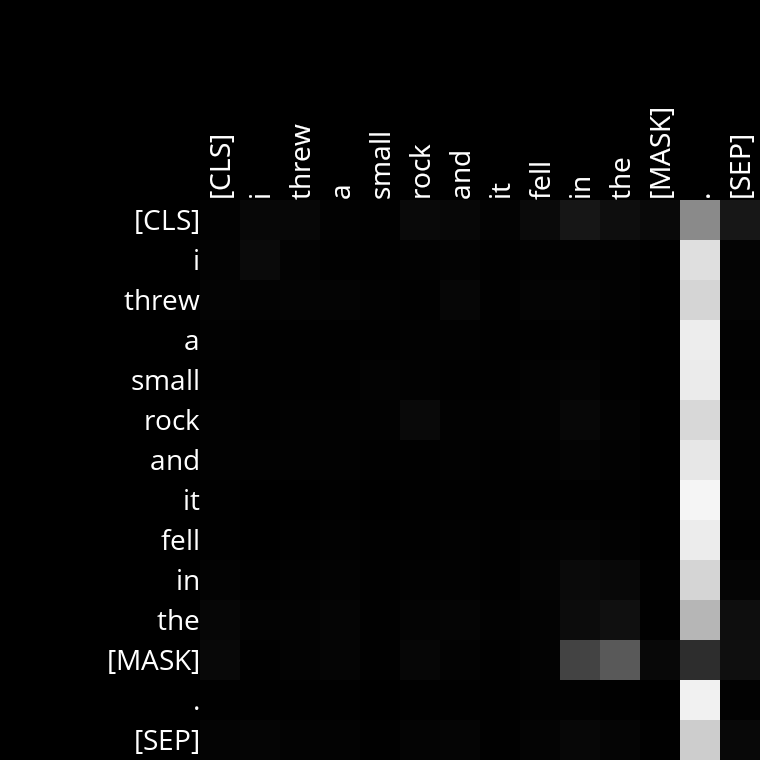 [CLS] i threw a small rock and it fell in the [MASK] . [SEP]
[CLS]
i
threw
a
small
rock
and
it
fell
in
the
[MASK]
.
[SEP]